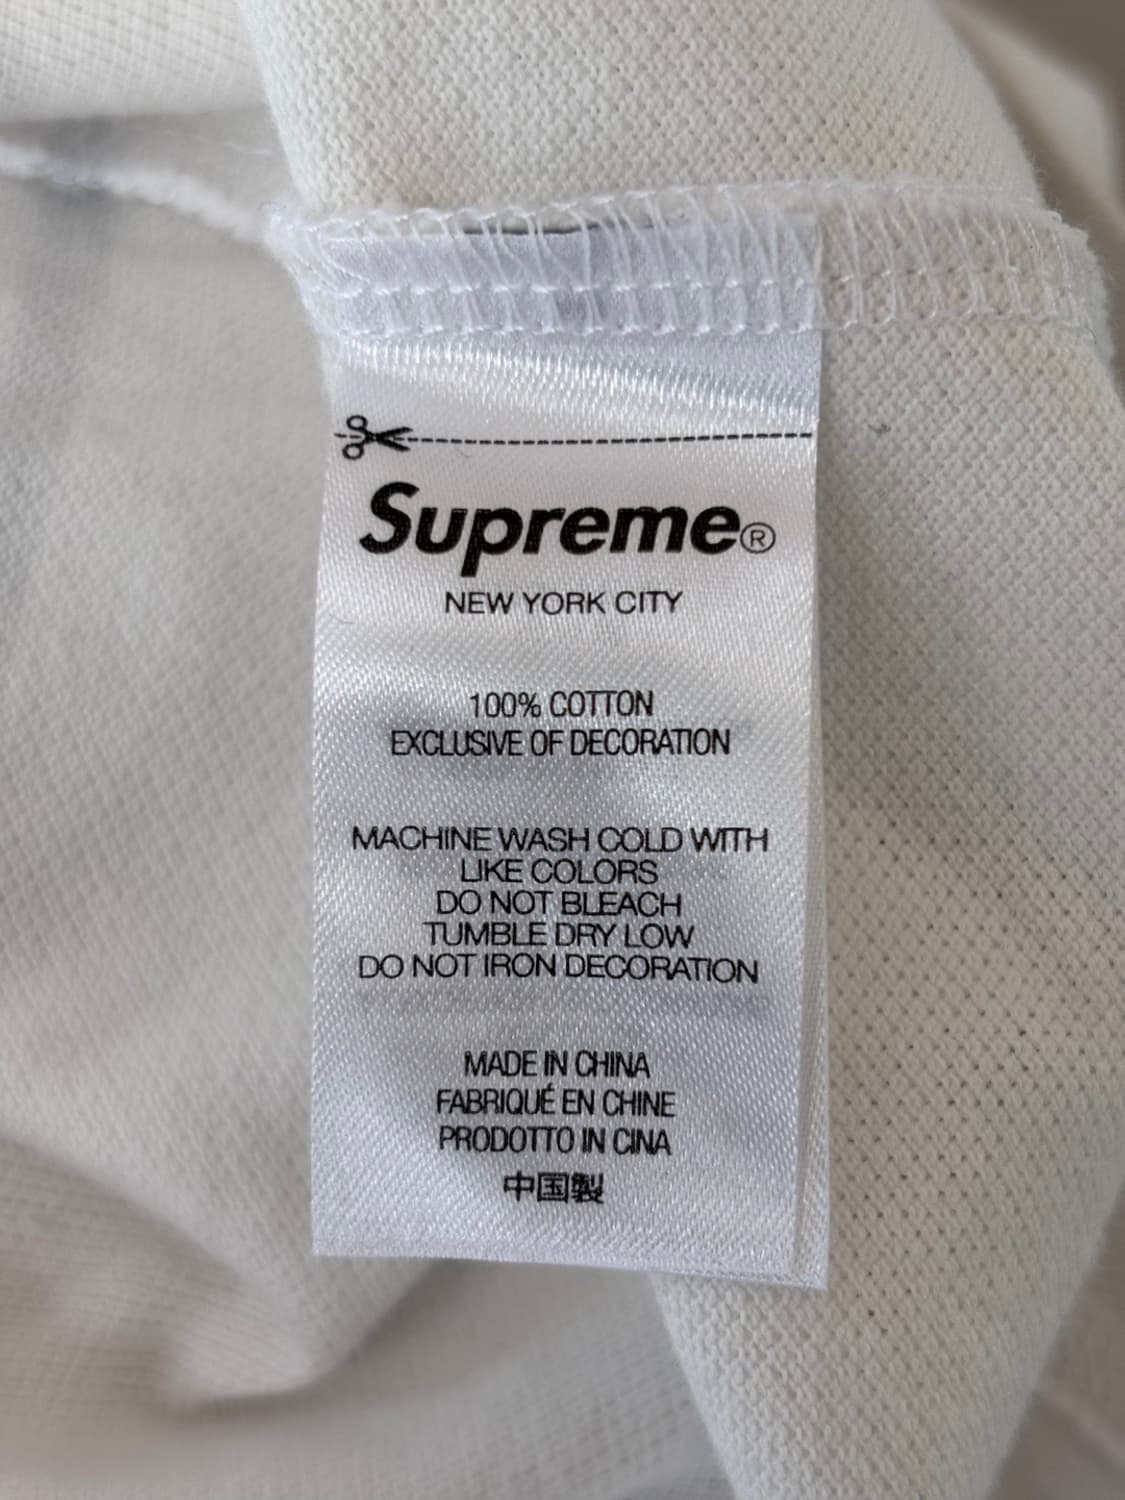 Supreme®
NEW YORK CITY
100% COTTON
EXCLUSIVE OF DECORATION
MACHINE WASH COLD WITH
LIKE COLORS
DO NOT BLEACH
TUMBLE DRY LOW
DO NOT IRON DECORATION
MADE IN CHINA
FABRIQUÉ EN CHINE
PRODOTTO IN CINA
中国製